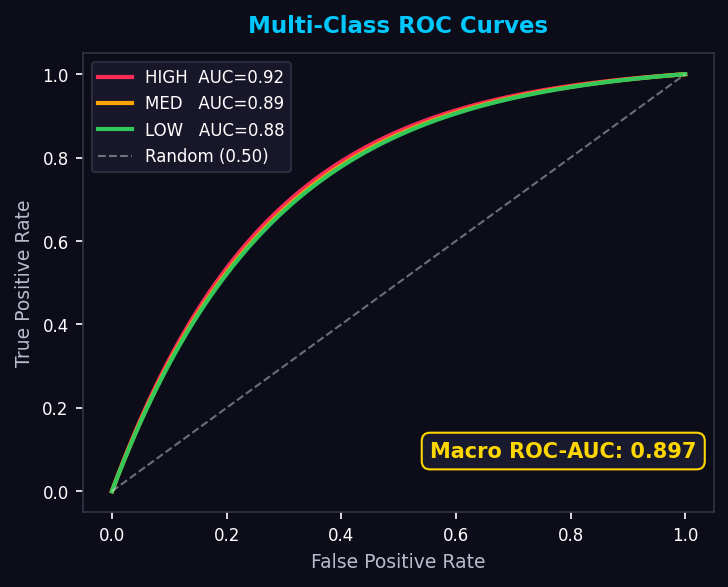 Multi-Class ROC Curves
HIGH  AUC=0.92
MED   AUC=0.89
LOW   AUC=0.88
Random (0.50)
1.0
0.8
0.6
0.4
0.2
0.0
True Positive Rate
Macro ROC-AUC: 0.897
0.0 0.2 0.4 0.6 0.8 1.0
False Positive Rate